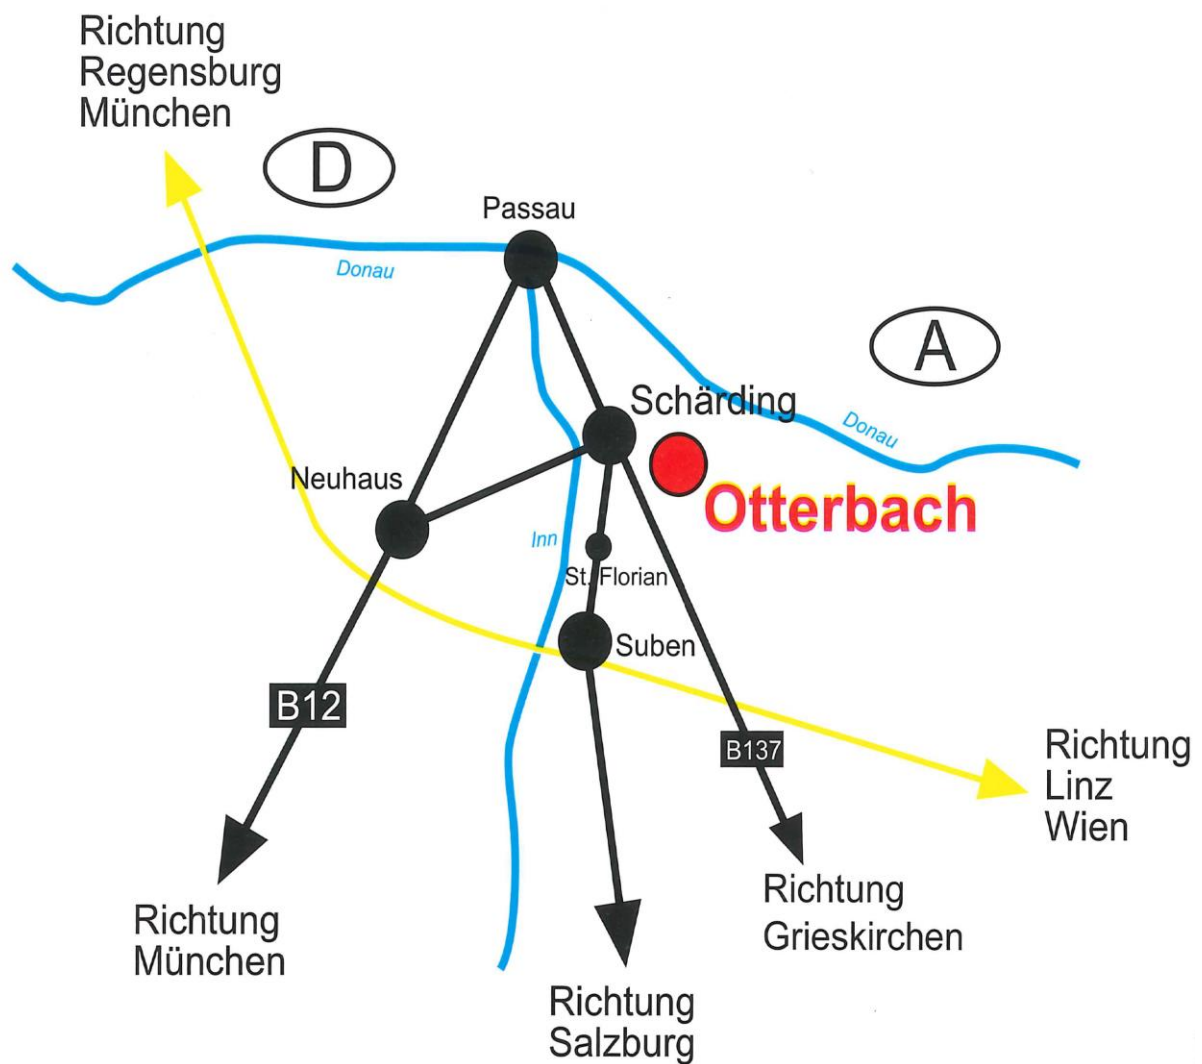 Richtung
Regensburg
München
D
Passau
Donau
A
Schärding
Donau
Neuhaus
Otterbach
Inn
St. Florian
Suben
B12
B137
Richtung
Linz
Wien
Richtung
Grieskirchen
Richtung
München
Richtung
Salzburg